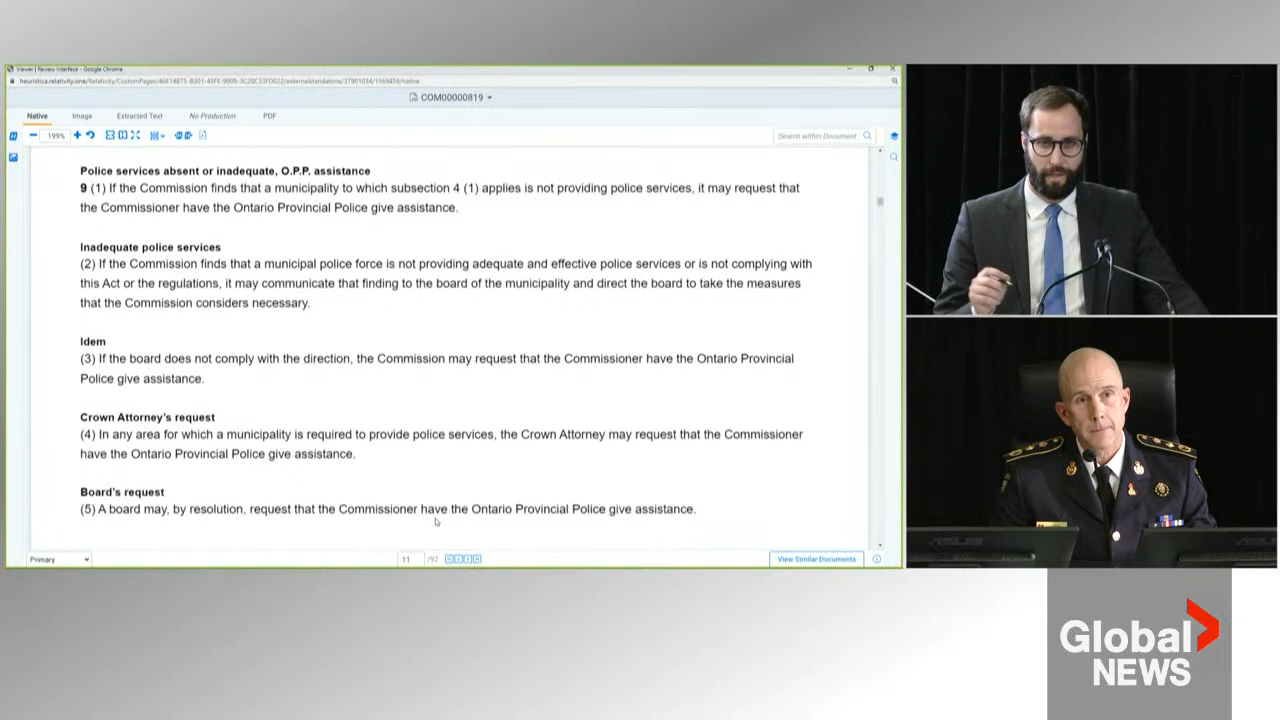 Viewer | Review Interface - Google Chrome
COM00000819
Native Image Extracted Text No Production PDF
199% Search within Document
Police services absent or inadequate, O.P.P. assistance
9 (1) If the Commission finds that a municipality to which subsection 4 (1) applies is not providing police services, it may request that
the Commissioner have the Ontario Provincial Police give assistance.
Inadequate police services
(2) If the Commission finds that a municipal police force is not providing adequate and effective police services or is not complying with
this Act or the regulations, it may communicate that finding to the board of the municipality and direct the board to take the measures
that the Commission considers necessary.
Idem
(3) If the board does not comply with the direction, the Commission may request that the Commissioner have the Ontario Provincial
Police give assistance.
Crown Attorney's request
(4) In any area for which a municipality is required to provide police services, the Crown Attorney may request that the Commissioner
have the Ontario Provincial Police give assistance.
Board's request
(5) A board may, by resolution, request that the Commissioner have the Ontario Provincial Police give assistance.
Primary 11 /92 View Similar Documents
ASUS
Global
NEWS